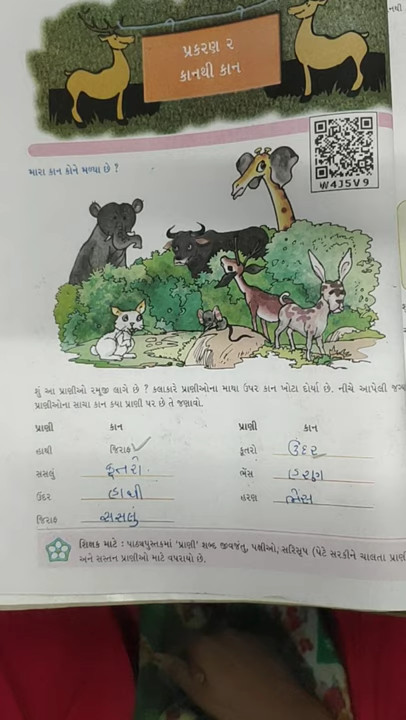 પ્રકરણ ૨
કાનથી કાન
મારા કાન કોને મળ્યા છે ?
W4J5V9
શું આ પ્રાણીઓ રમૂજી લાગે છે ? કલાકારે પ્રાણીઓના માથા ઉપર કાન ખોટા દોર્યા છે. નીચે આપેલી
પ્રાણીઓના સાચા કાન કયા પ્રાણી પર છે તે જણાવો.
પ્રાણી કાન પ્રાણી કાન
હાથી જિરાફ કૂતરો ઉંદર
સસલું કૂતરો ભેંસ હરણ
ઉંદર હાથી હરણ ભેંસ
જિરાફ સસલું
શિક્ષક માટે : પાઠ્યપુસ્તકમાં 'પ્રાણી' શબ્દ જીવજંતુ, પક્ષીઓ, સરિસૃપ (પેટે સરકીને ચાલતા
અને સસ્તન પ્રાણીઓ માટે વપરાયો છે.